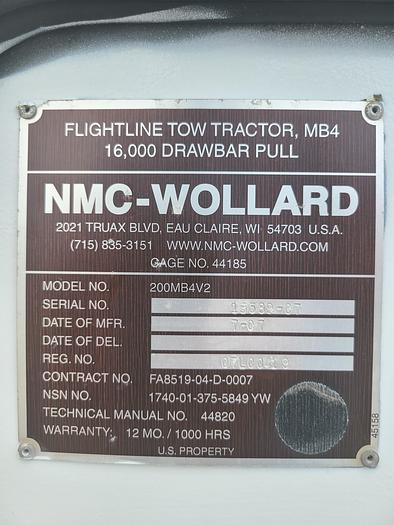 FLIGHTLINE TOW TRACTOR, MB4
16,000 DRAWBAR PULL
NMC-WOLLARD
2021 TRUAX BLVD, EAU CLAIRE, WI 54703 U.S.A.
(715) 835-3151 WWW.NMC-WOLLARD.COM
CAGE NO. 44185
MODEL NO. 200MB4V2
SERIAL NO.
DATE OF MFR. 7-07
DATE OF DEL.
REG. NO.
CONTRACT NO. FA8519-04-D-0007
NSN NO. 1740-01-375-5849 YW
TECHNICAL MANUAL NO. 44820
WARRANTY: 12 MO. / 1000 HRS
U.S. PROPERTY
45158